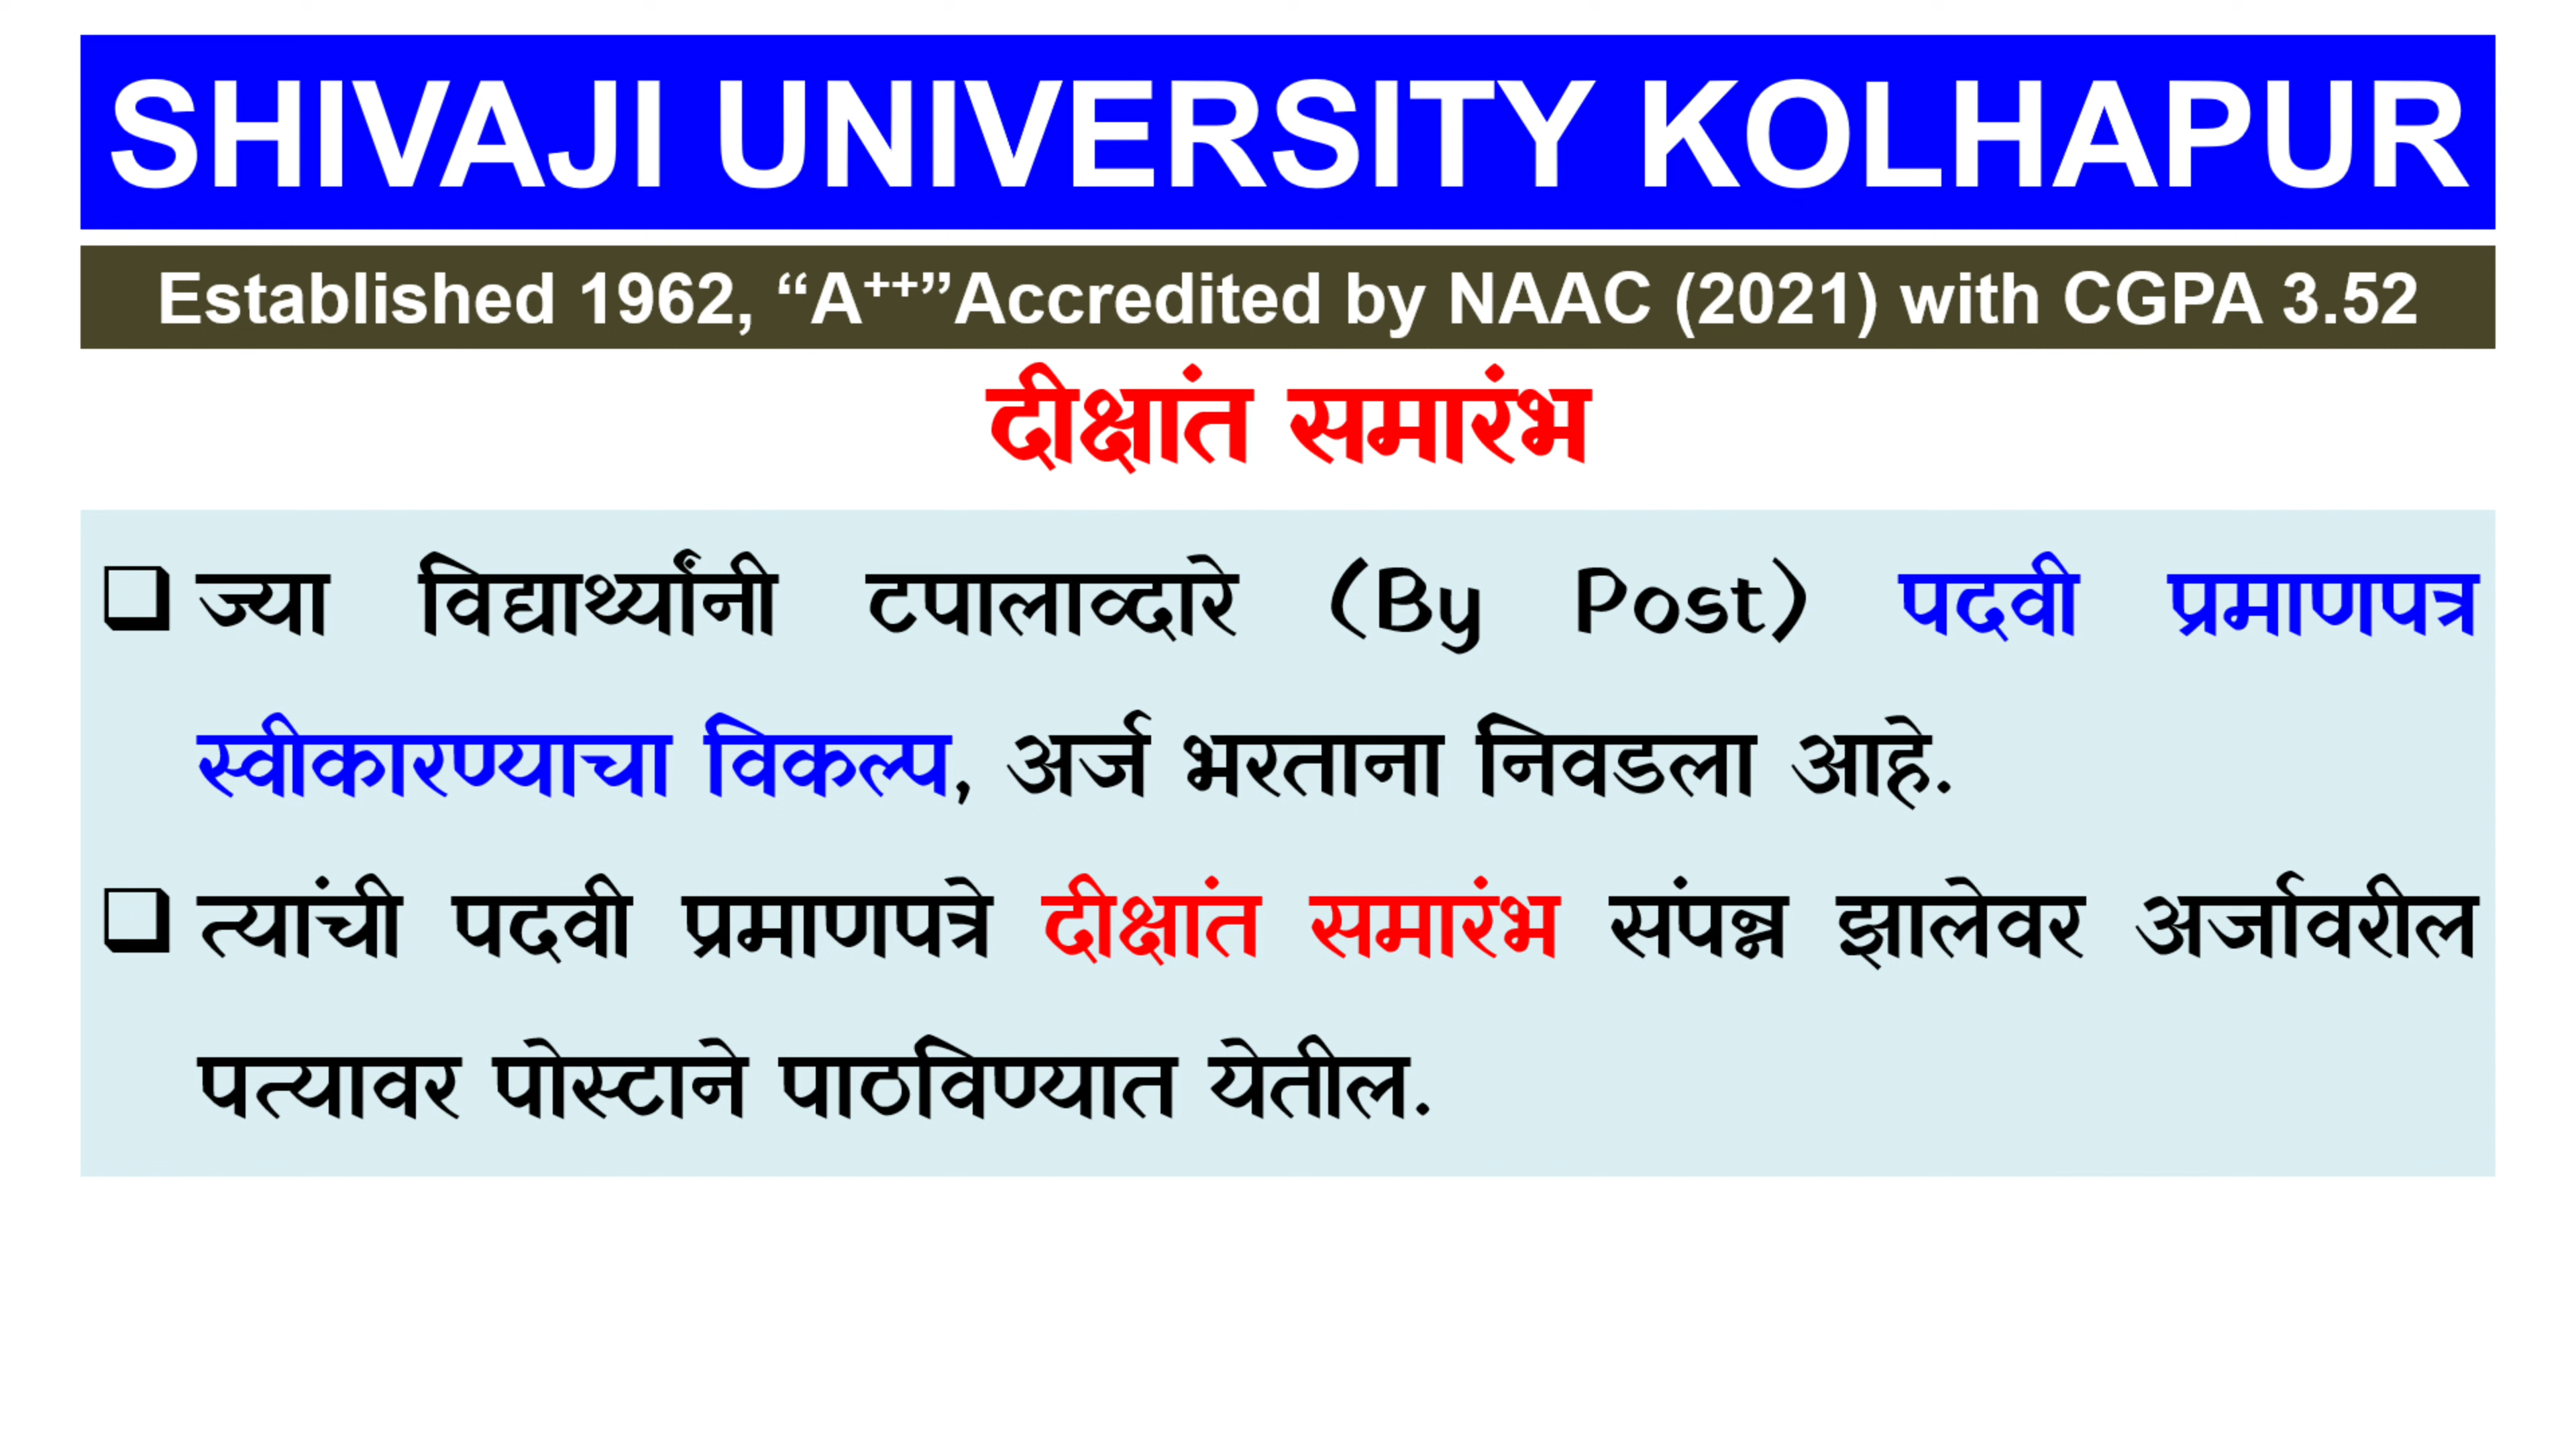 SHIVAJI UNIVERSITY KOLHAPUR
Established 1962, “A++”Accredited by NAAC (2021) with CGPA 3.52
दीक्षांत समारंभ
❑ ज्या विद्यार्थ्यांनी टपालाव्दारे (By Post) पदवी प्रमाणपत्र
स्वीकारण्याचा विकल्प, अर्ज भरताना निवडला आहे.
❑ त्यांची पदवी प्रमाणपत्रे दीक्षांत समारंभ संपन्न झालेवर अर्जावरील
पत्यावर पोस्टाने पाठविण्यात येतील.